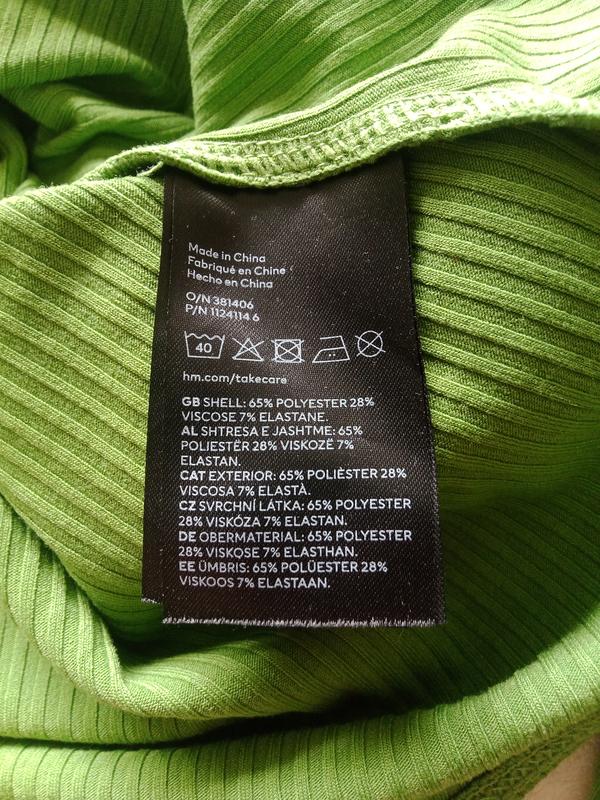 Made in China
Fabriqué en Chine
Hecho en China
O/N 381406
P/N 1124114 6
40
hm.com/takecare
GB SHELL: 65% POLYESTER 28%
VISCOSE 7% ELASTANE.
AL SHTRESA E JASHTME: 65%
POLIESTËR 28% VISKOZË 7%
ELASTAN.
CAT EXTERIOR: 65% POLIÈSTER 28%
VISCOSA 7% ELASTÀ.
CZ SVRCHNÍ LÁTKA: 65% POLYESTER
28% VISKÓZA 7% ELASTAN.
DE OBERMATERIAL: 65% POLYESTER
28% VISKOSE 7% ELASTHAN.
EE ÜMBRIS: 65% POLÜESTER 28%
VISKOOS 7% ELASTAAN.